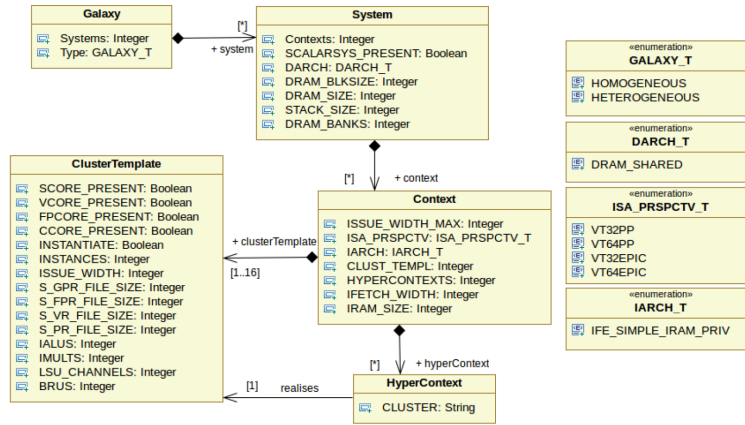 Galaxy
Systems: Integer
Type: GALAXY_T
[*]
+ system
System
Contexts: Integer
SCALARSYS_PRESENT: Boolean
DARCH: DARCH_T
DRAM_BLKSIZE: Integer
DRAM_SIZE: Integer
STACK_SIZE: Integer
DRAM_BANKS: Integer
[*]
+ context
ClusterTemplate
SCORE_PRESENT: Boolean
VCORE_PRESENT: Boolean
FPCORE_PRESENT: Boolean
CCORE_PRESENT: Boolean
INSTANTIATE: Boolean
INSTANCES: Integer
ISSUE_WIDTH: Integer
S_GPR_FILE_SIZE: Integer
S_FPR_FILE_SIZE: Integer
S_VR_FILE_SIZE: Integer
S_PR_FILE_SIZE: Integer
IALUS: Integer
IMULTS: Integer
LSU_CHANNELS: Integer
BRUS: Integer
+ clusterTemplate
[1..16]
Context
ISSUE_WIDTH_MAX: Integer
ISA_PRSPCTV: ISA_PRSPCTV_T
IARCH: IARCH_T
CLUST_TEMPL: Integer
HYPERCONTEXTS: Integer
IFETCH_WIDTH: Integer
IRAM_SIZE: Integer
[*]
+ hyperContext
[1]
realises
HyperContext
CLUSTER: String
«enumeration»
GALAXY_T
HOMOGENEOUS
HETEROGENEOUS
«enumeration»
DARCH_T
DRAM_SHARED
«enumeration»
ISA_PRSPCTV_T
VT32PP
VT64PP
VT32EPIC
VT64EPIC
«enumeration»
IARCH_T
IFE_SIMPLE_IRAM_PRIV